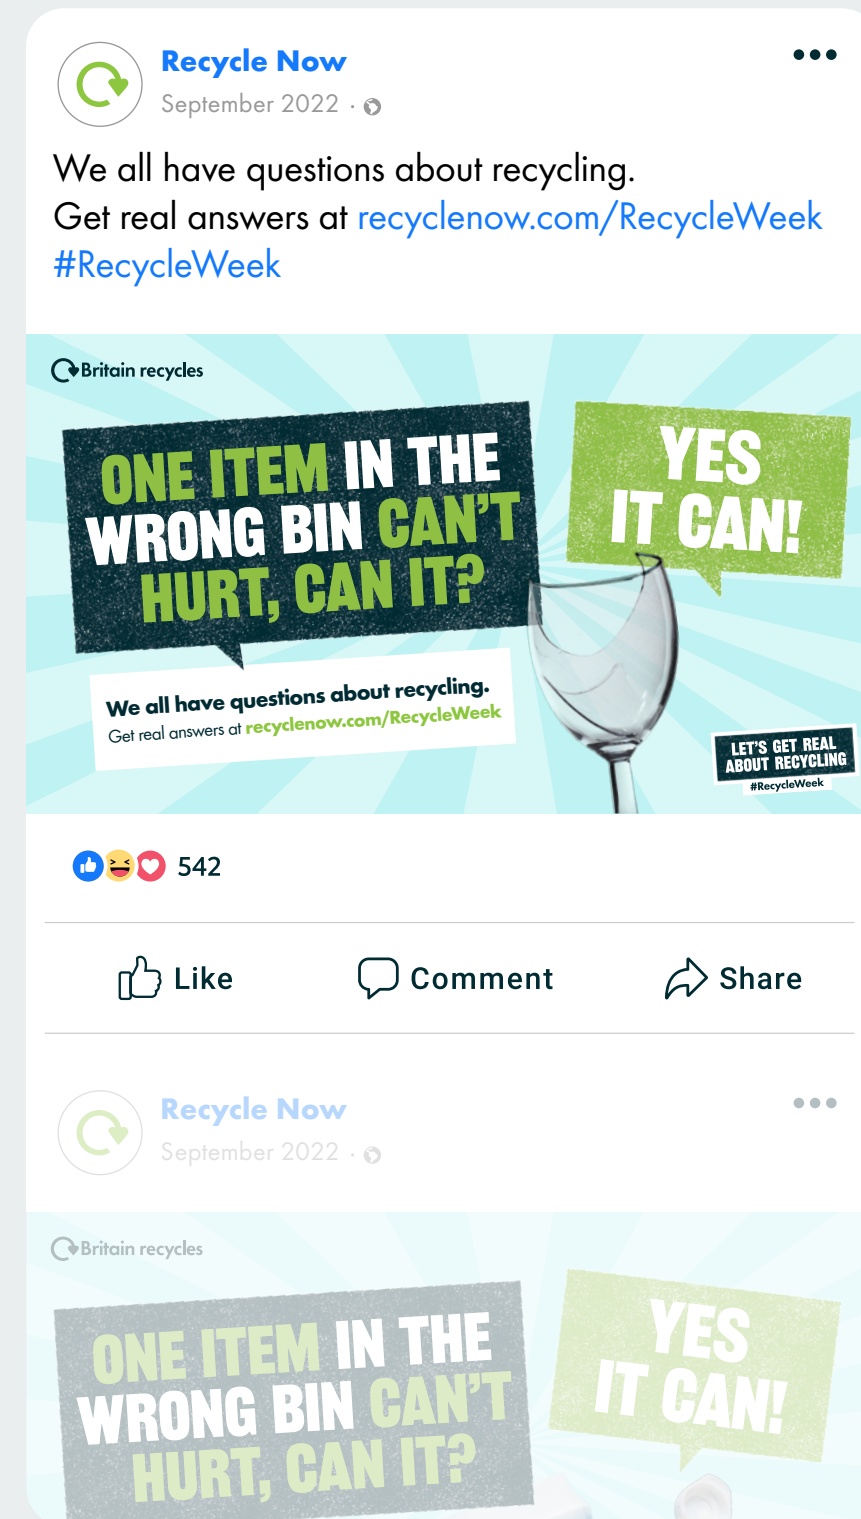 Recycle Now
September 2022 ·
We all have questions about recycling.
Get real answers at recyclenow.com/RecycleWeek
#RecycleWeek
Britain recycles
ONE ITEM IN THE
WRONG BIN CAN'T
HURT, CAN IT?
YES
IT CAN!
We all have questions about recycling.
Get real answers at recyclenow.com/RecycleWeek
LET'S GET REAL
ABOUT RECYCLING
#RecycleWeek
542
Like
Comment
Share
Recycle Now
September 2022 ·
Britain recycles
ONE ITEM IN THE
WRONG BIN CAN'T
HURT, CAN IT?
YES
IT CAN!